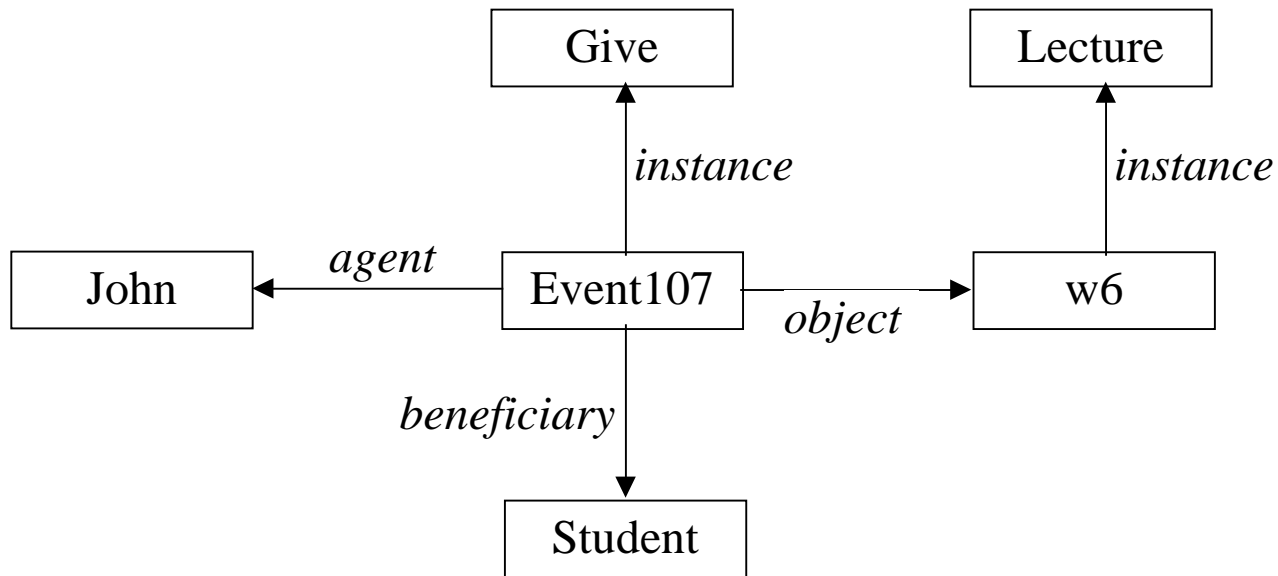 Give
Lecture
instance
instance
John
agent
Event107
object
w6
beneficiary
Student